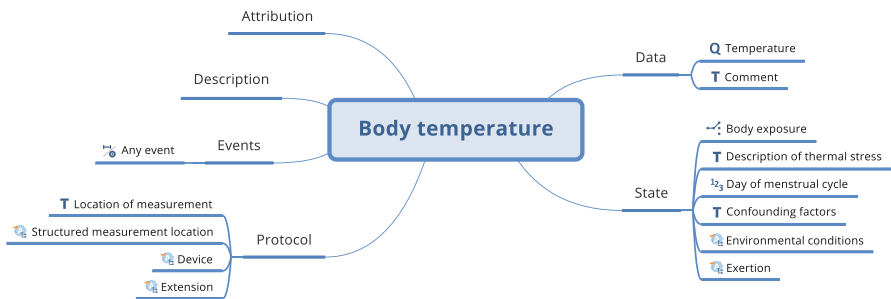 Attribution
Description
Events
Any event
Protocol
T Location of measurement
Structured measurement location
Device
Extension
Body temperature
Data
Q Temperature
T Comment
State
Body exposure
T Description of thermal stress
123 Day of menstrual cycle
T Confounding factors
Environmental conditions
Exertion